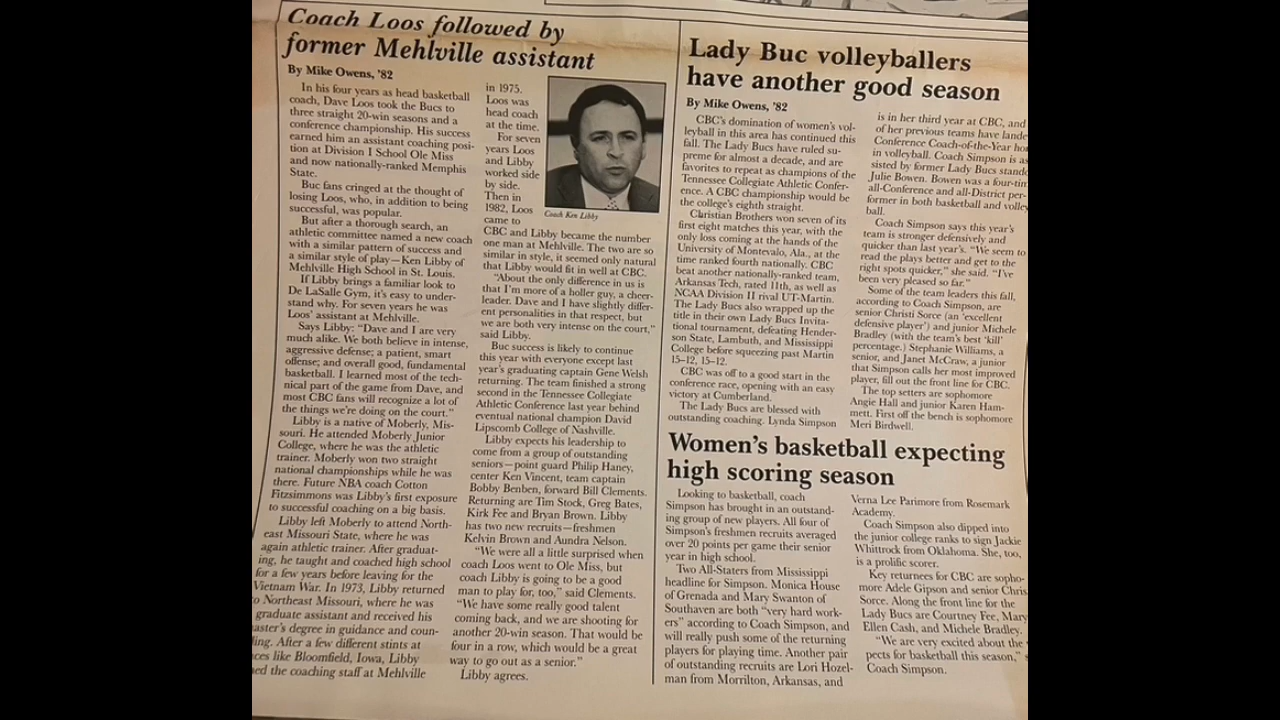 Coach Loos followed by
former Mehlville assistant
By Mike Owens, '82
In his four years as head basketball
coach, Dave Loos took the Bucs to
three straight 20-win seasons and a
conference championship. His success
earned him an assistant coaching posi-
tion at Division I School Ole Miss
and now nationally-ranked Memphis
State.
Buc fans cringed at the thought of
losing Loos, who, in addition to being
successful, was popular.
But after a thorough search, an
athletic committee named a new coach
with a similar pattern of success and
a similar style of play—Ken Libby of
Mehlville High School in St. Louis.
If Libby brings a familiar look to
De LaSalle Gym, it's easy to under-
stand why. For seven years he was
Loos' assistant at Mehlville.
Says Libby: "Dave and I are very
much alike. We both believe in intense,
aggressive defense; a patient, smart
offense; and overall good, fundamental
basketball. I learned most of the tech-
nical part of the game from Dave, and
most CBC fans will recognize a lot of
the things we're doing on the court."
Libby is a native of Moberly, Mis-
souri. He attended Moberly Junior
College, where he was the athletic
trainer. Moberly won two straight
national championships while he was
there. Future NBA coach Cotton
Fitzsimmons was Libby's first exposure
to successful coaching on a big basis.
Libby left Moberly to attend North-
east Missouri State, where he was
again athletic trainer. After graduat-
ing, he taught and coached high school
for a few years before leaving for the
Vietnam War. In 1973, Libby returned
o Northeast Missouri, where he was
graduate assistant and received his
aster's degree in guidance and coun-
ling. After a few different stints at
ces like Bloomfield, Iowa, Libby
ed the coaching staff at Mehlville
in 1975.
Loos was
head coach
at the time.
For seven
years Loos
and Libby
worked side
by side.
Then in
1982, Loos
came to
Coach Ken Libby
CBC and Libby became the number
one man at Mehlville. The two are so
similar in style, it seemed only natural
that Libby would fit in well at CBC.
"About the only difference in us is
that I'm more of a holler guy, a cheer-
leader. Dave and I have slightly differ-
ent personalities in that respect, but
we are both very intense on the court,"
said Libby.
Buc success is likely to continue
this year with everyone except last
year's graduating captain Gene Welsh
returning. The team finished a strong
second in the Tennessee Collegiate
Athletic Conference last year behind
eventual national champion David
Lipscomb College of Nashville.
Libby expects his leadership to
come from a group of outstanding
seniors—point guard Philip Haney,
center Ken Vincent, team captain
Bobby Benben, forward Bill Clements.
Returning are Tim Stock, Greg Bates,
Kirk Fee and Bryan Brown. Libby
has two new recruits—freshmen
Kelvin Brown and Aundra Nelson.
"We were all a little surprised when
coach Loos went to Ole Miss, but
coach Libby is going to be a good
man to play for, too," said Clements.
"We have some really good talent
coming back, and we are shooting for
another 20-win season. That would be
four in a row, which would be a great
way to go out as a senior."
Libby agrees.
Lady Buc volleyballers
have another good season
By Mike Owens, '82
CBC's domination of women's vol-
leyball in this area has continued this
fall. The Lady Bucs have ruled su-
preme for almost a decade, and are
favorites to repeat as champions of the
Tennessee Collegiate Athletic Confer-
ence. A CBC championship would be
the college's eighth straight.
Christian Brothers won seven of its
first eight matches this year, with the
only loss coming at the hands of the
University of Montevalo, Ala., at the
time ranked fourth nationally. CBC
beat another nationally-ranked team,
Arkansas Tech, rated 11th, as well as
NCAA Division II rival UT-Martin.
The Lady Bucs also wrapped up the
title in their own Lady Bucs Invita-
tional tournament, defeating Hender-
son State, Lambuth, and Mississippi
College before squeezing past Martin
15–12, 15–12.
CBC was off to a good start in the
conference race, opening with an easy
victory at Cumberland.
The Lady Bucs are blessed with
outstanding coaching. Lynda Simpson
is in her third year at CBC, and
of her previous teams have lande
Conference Coach-of-the-Year ho
in volleyball. Coach Simpson is as
sisted by former Lady Bucs stando
Julie Bowen. Bowen was a four-tim
all-Conference and all-District per-
former in both basketball and volley
ball.
Coach Simpson says this year's
team is stronger defensively and
quicker than last year's. "We seem to
read the plays better and get to the
right spots quicker," she said. "I've
been very pleased so far."
Some of the team leaders this fall,
according to Coach Simpson, are
senior Christi Sorce (an 'excellent
defensive player') and junior Michele
Bradley (with the team's best 'kill'
percentage.) Stephanie Williams, a
senior, and Janet McCraw, a junior
that Simpson calls her most improved
player, fill out the front line for CBC.
The top setters are sophomore
Angie Hall and junior Karen Ham-
mett. First off the bench is sophomore
Meri Birdwell.
Women's basketball expecting
high scoring season
Looking to basketball, coach
Simpson has brought in an outstand-
ing group of new players. All four of
Simpson's freshmen recruits averaged
over 20 points per game their senior
year in high school.
Two All-Staters from Mississippi
headline for Simpson. Monica House
of Grenada and Mary Swanton of
Southaven are both "very hard work-
ers" according to Coach Simpson, and
will really push some of the returning
players for playing time. Another pair
of outstanding recruits are Lori Hozel-
man from Morrilton, Arkansas, and
Verna Lee Parimore from Rosemark
Academy.
Coach Simpson also dipped into
the junior college ranks to sign Jackie
Whittrock from Oklahoma. She, too,
is a prolific scorer.
Key returnees for CBC are sopho-
more Adele Gipson and senior Chris
Sorce. Along the front line for the
Lady Bucs are Courtney Fee, Mary
Ellen Cash, and Michele Bradley.
"We are very excited about the
pects for basketball this season,"
Coach Simpson.